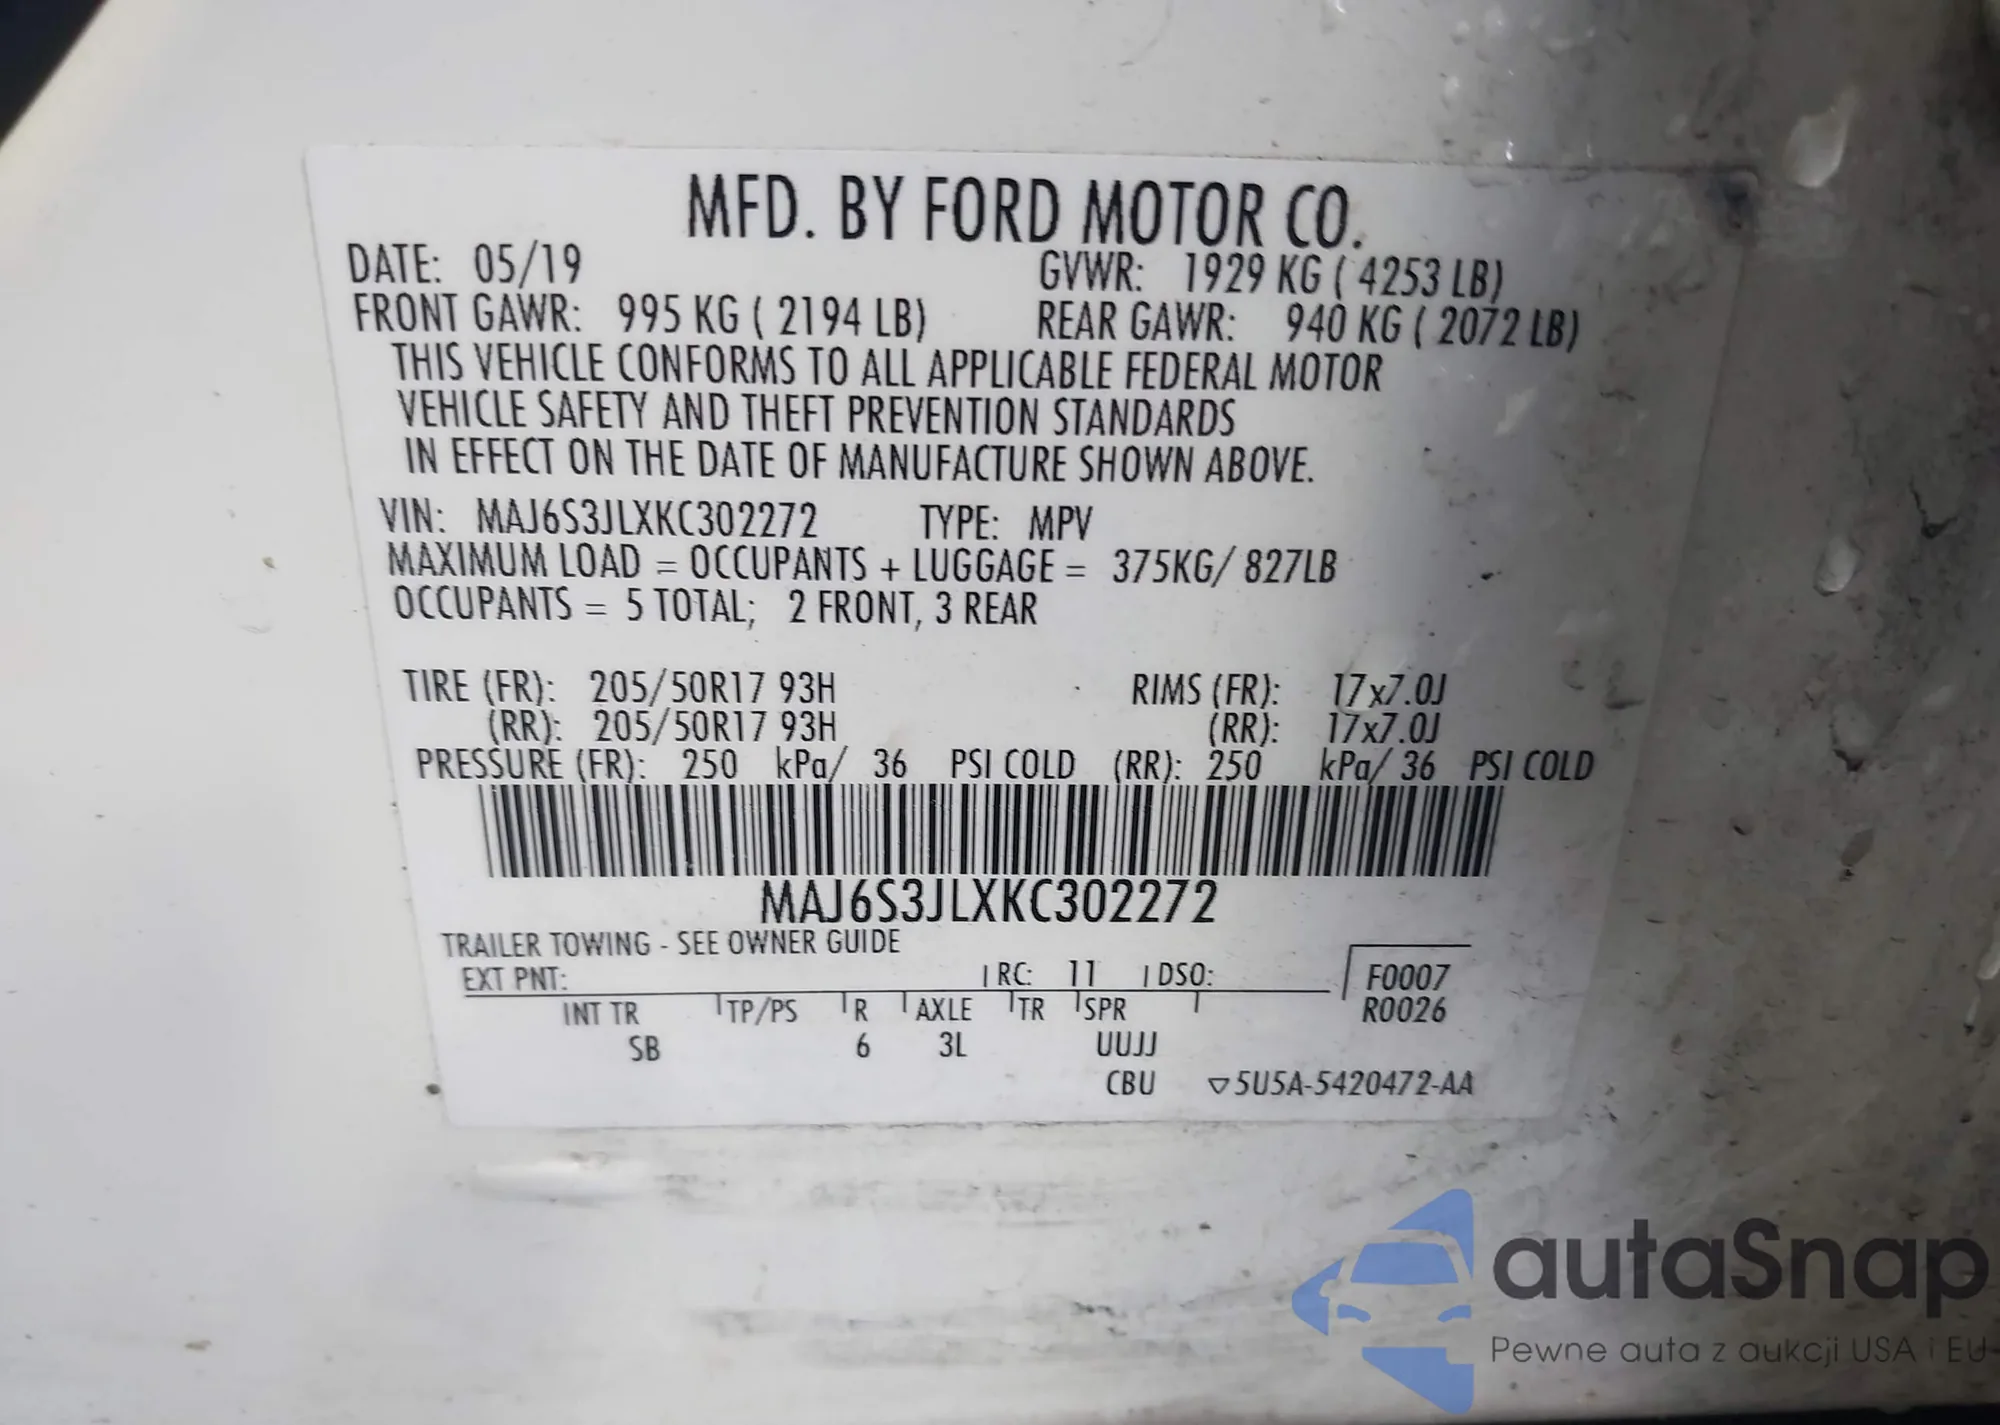 MFD. BY FORD MOTOR CO.
DATE: 05/19 GVWR: 1929 KG ( 4253 LB)
FRONT GAWR: 995 KG ( 2194 LB) REAR GAWR: 940 KG ( 2072 LB)
THIS VEHICLE CONFORMS TO ALL APPLICABLE FEDERAL MOTOR
VEHICLE SAFETY AND THEFT PREVENTION STANDARDS
IN EFFECT ON THE DATE OF MANUFACTURE SHOWN ABOVE.
VIN: MAJ6S3JLXKC302272 TYPE: MPV
MAXIMUM LOAD = OCCUPANTS + LUGGAGE = 375KG/ 827LB
OCCUPANTS = 5 TOTAL; 2 FRONT, 3 REAR
TIRE (FR): 205/50R17 93H RIMS (FR): 17x7.0J
(RR): 205/50R17 93H (RR): 17x7.0J
PRESSURE (FR): 250 kPa/ 36 PSI COLD (RR): 250 kPa/ 36 PSI COLD
MAJ6S3JLXKC302272
TRAILER TOWING - SEE OWNER GUIDE
EXT PNT: RC: 11 DSO: F0007
INT TR TP/PS R AXLE TR SPR R0026
SB 6 3L UUJJ
CBU ▽5U5A-5420472-AA
autaSnap
Pewne auta z aukcji USA i EU